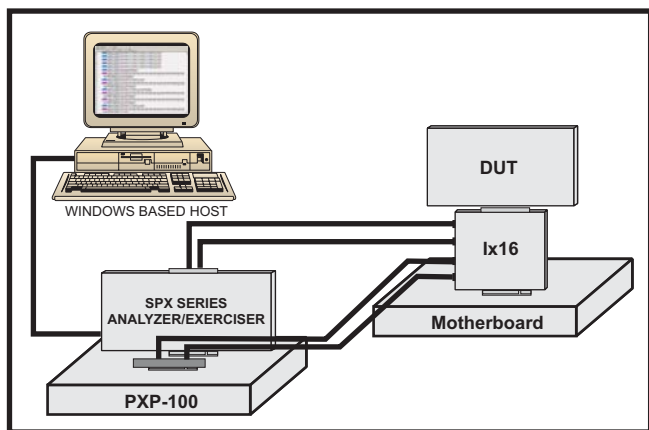 WINDOWS BASED HOST
DUT
Ix16
SPX SERIES
ANALYZER/EXERCISER
Motherboard
PXP-100